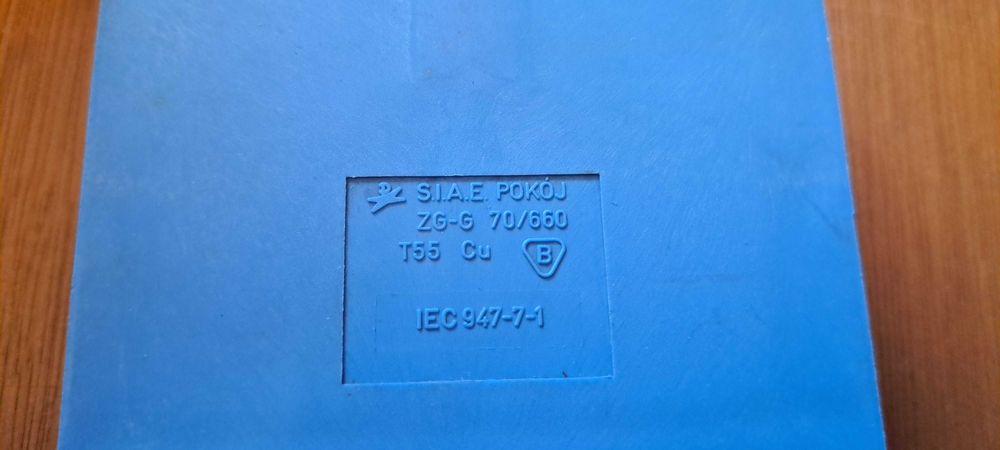 S.I.A.E. POKÓJ
ZG-G 70/660
T55 Cu B
IEC 947-7-1